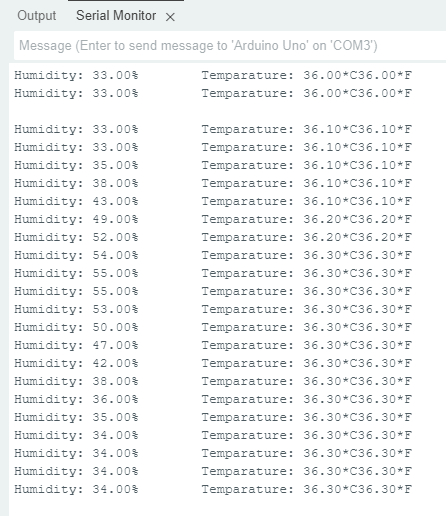 Output Serial Monitor ×
Message (Enter to send message to 'Arduino Uno' on 'COM3')
Humidity: 33.00% Temparature: 36.00*C36.00*F
Humidity: 33.00% Temparature: 36.00*C36.00*F
Humidity: 33.00% Temparature: 36.10*C36.10*F
Humidity: 33.00% Temparature: 36.10*C36.10*F
Humidity: 35.00% Temparature: 36.10*C36.10*F
Humidity: 38.00% Temparature: 36.10*C36.10*F
Humidity: 43.00% Temparature: 36.10*C36.10*F
Humidity: 49.00% Temparature: 36.20*C36.20*F
Humidity: 52.00% Temparature: 36.20*C36.20*F
Humidity: 54.00% Temparature: 36.30*C36.30*F
Humidity: 55.00% Temparature: 36.30*C36.30*F
Humidity: 55.00% Temparature: 36.30*C36.30*F
Humidity: 53.00% Temparature: 36.30*C36.30*F
Humidity: 50.00% Temparature: 36.30*C36.30*F
Humidity: 47.00% Temparature: 36.30*C36.30*F
Humidity: 42.00% Temparature: 36.30*C36.30*F
Humidity: 38.00% Temparature: 36.30*C36.30*F
Humidity: 36.00% Temparature: 36.30*C36.30*F
Humidity: 35.00% Temparature: 36.30*C36.30*F
Humidity: 34.00% Temparature: 36.30*C36.30*F
Humidity: 34.00% Temparature: 36.30*C36.30*F
Humidity: 34.00% Temparature: 36.30*C36.30*F
Humidity: 34.00% Temparature: 36.30*C36.30*F